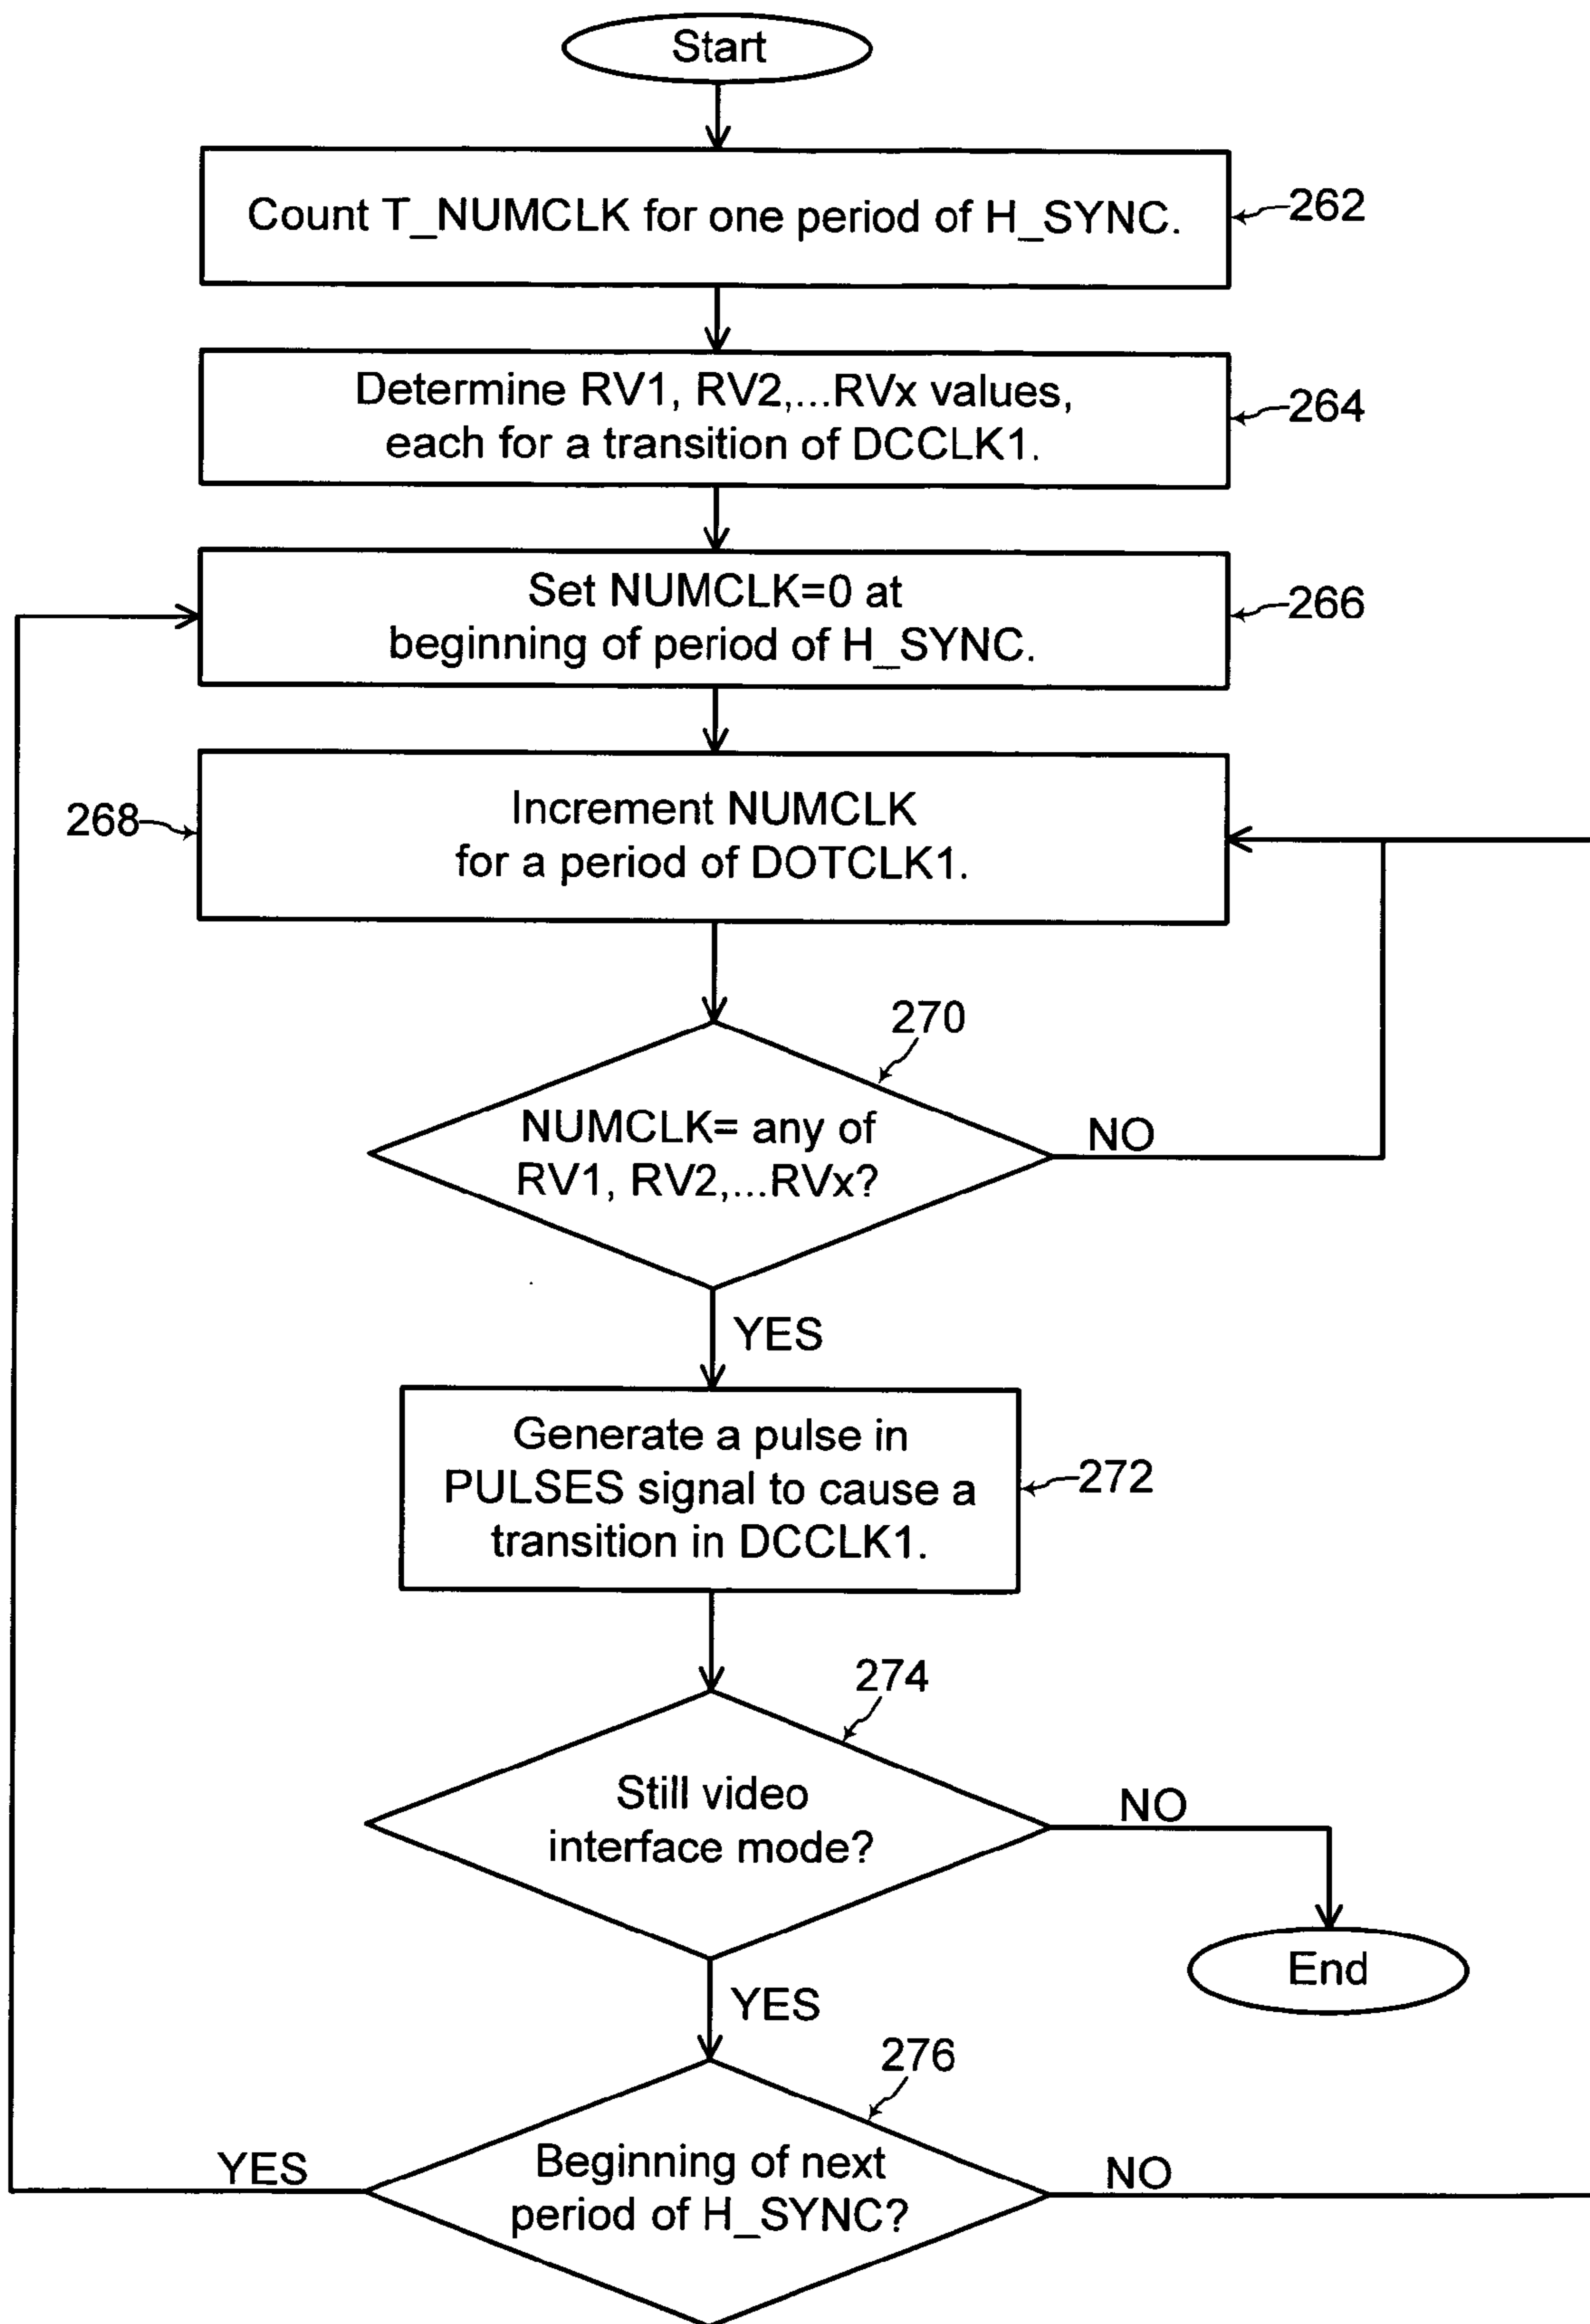 Start
Count T_NUMCLK for one period of H_SYNC.
262
Determine RV1, RV2,...RVx values,
each for a transition of DCCLK1.
264
Set NUMCLK=0 at
beginning of period of H_SYNC.
266
268
Increment NUMCLK
for a period of DOTCLK1.
270
NUMCLK= any of
RV1, RV2,...RVx?
NO
YES
Generate a pulse in
PULSES signal to cause a
transition in DCCLK1.
272
274
Still video
interface mode?
NO
End
YES
276
Beginning of next
period of H_SYNC?
YES
NO